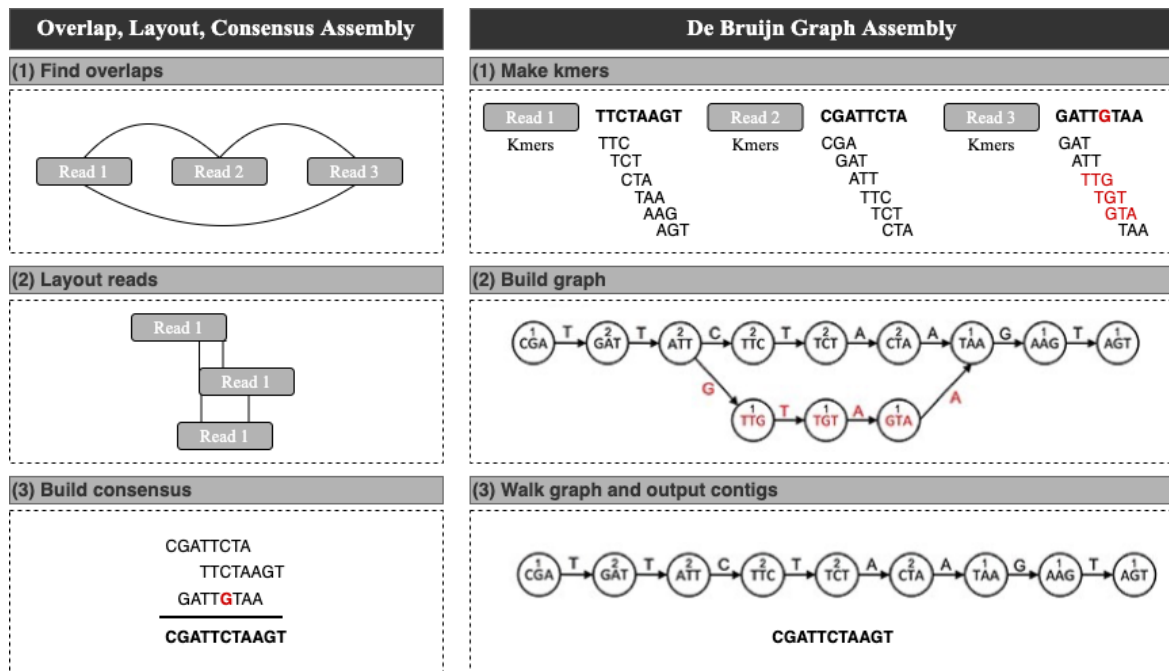 Overlap, Layout, Consensus Assembly
(1) Find overlaps
Read 1 Read 2 Read 3
(2) Layout reads
Read 1
Read 1
Read 1
(3) Build consensus
CGATTCTA
TTCTAAGT
GATTGTAA
CGATTCTAAGT
De Bruijn Graph Assembly
(1) Make kmers
Read 1 TTCTAAGT Read 2 CGATTCTA Read 3 GATTGTAA
Kmers Kmers Kmers
TTC CGA GAT
TCT GAT ATT
CTA ATT TTG
TAA TTC TGT
AAG TCT GTA
AGT CTA TAA
(2) Build graph
T T C T A A G T
1 2 2 2 2 2 1 1 1
CGA GAT ATT TTC TCT CTA TAA AAG AGT
G T A A
1 1 1
TTG TGT GTA
(3) Walk graph and output contigs
T T C T A A G T
1 2 2 2 2 2 1 1 1
CGA GAT ATT TTC TCT CTA TAA AAG AGT
CGATTCTAAGT